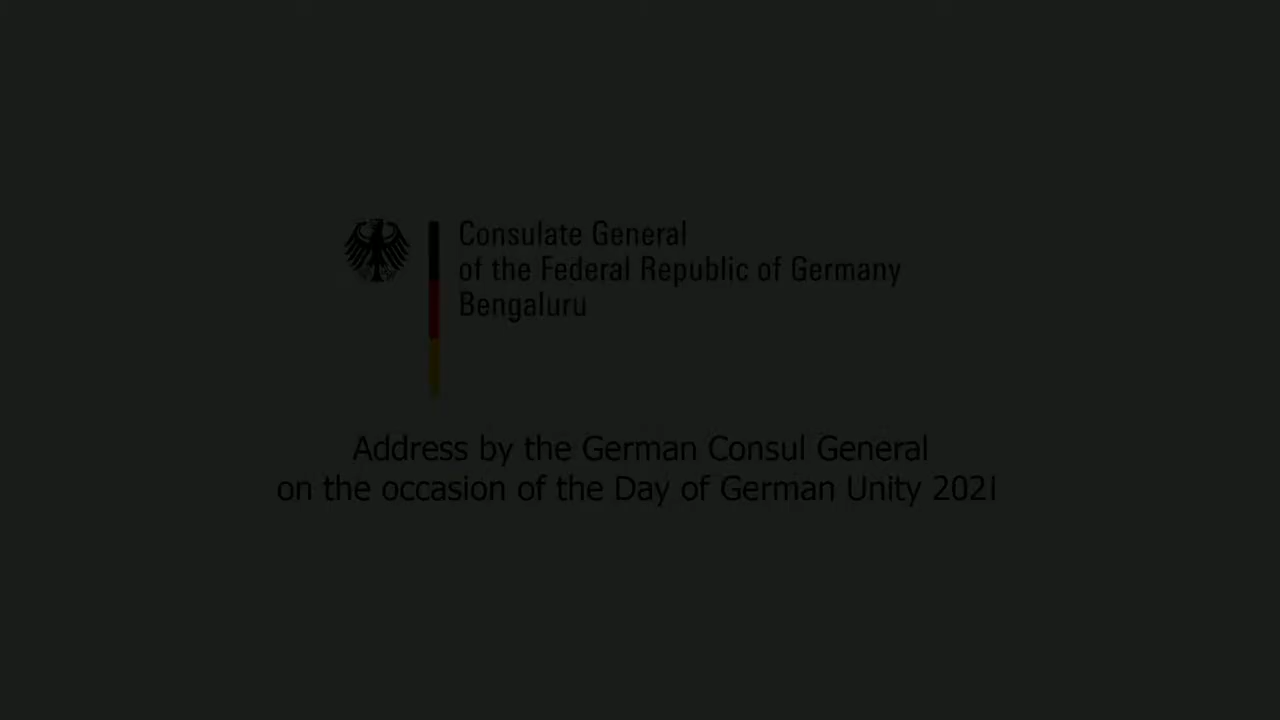 Consulate General
of the Federal Republic of Germany
Bengaluru
Address by the German Consul General
on the occasion of the Day of German Unity 2021